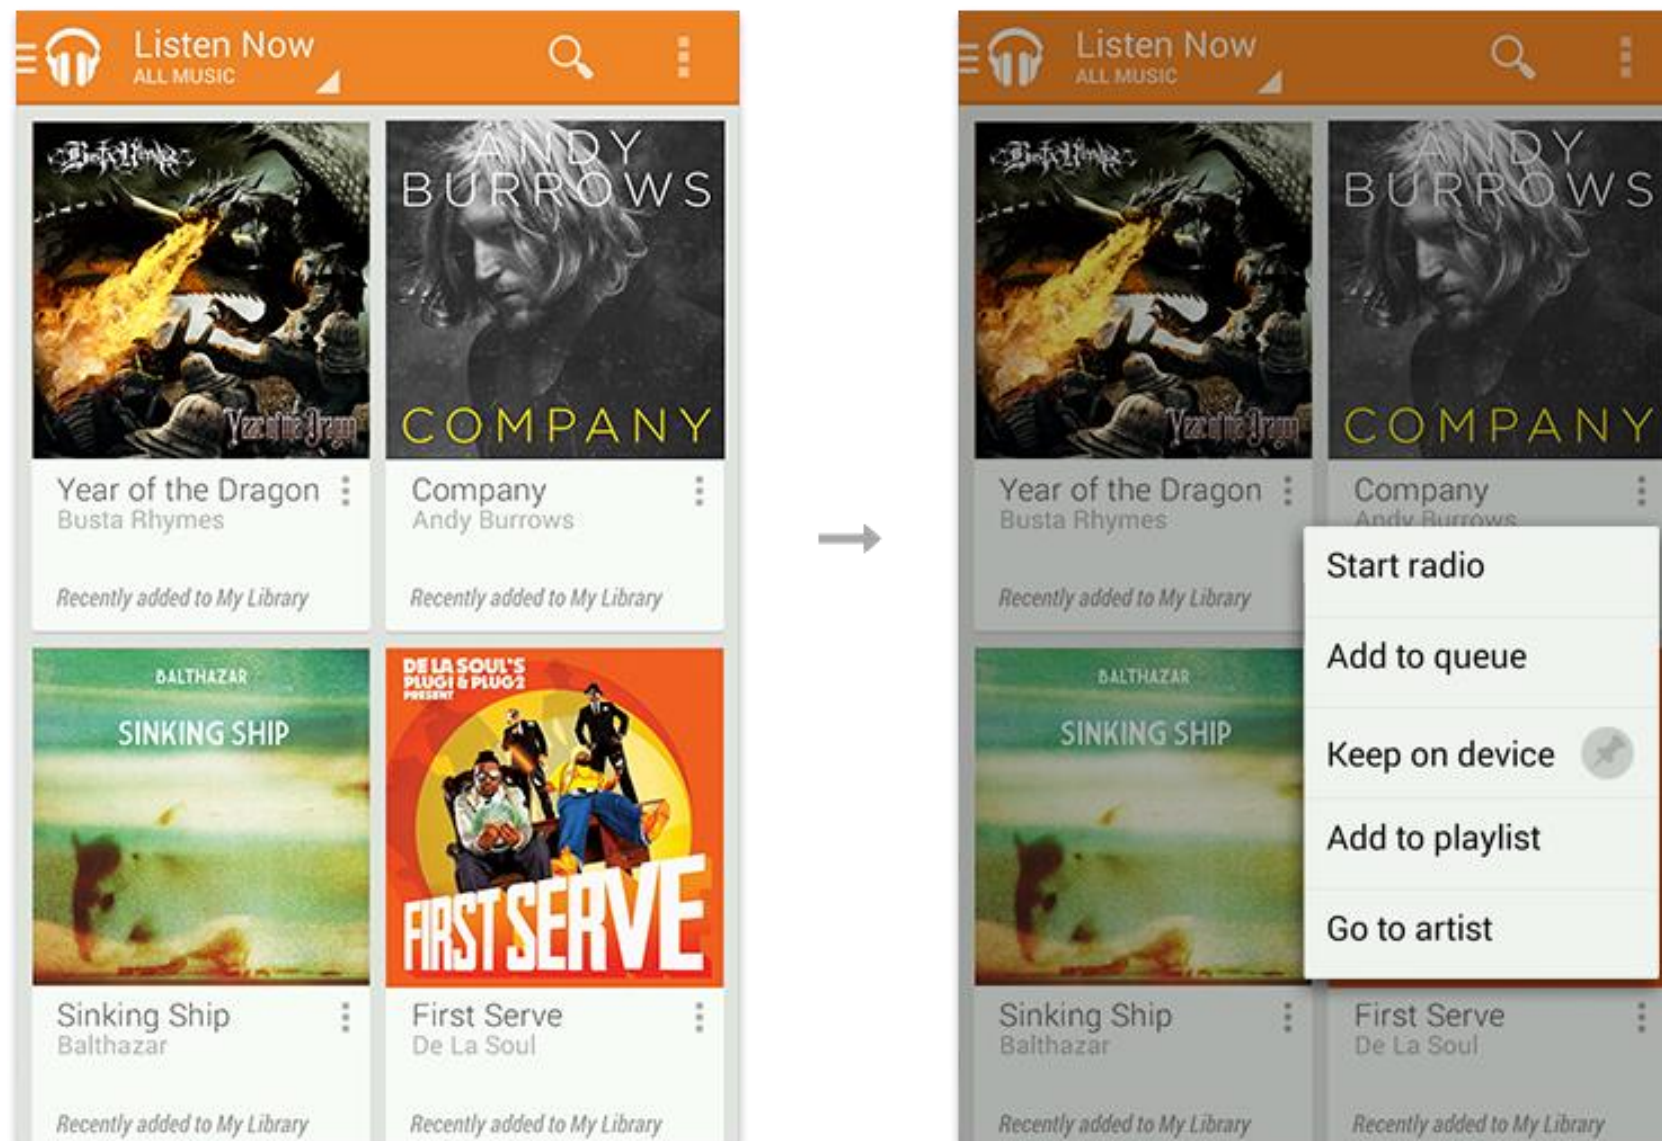 Listen Now
ALL MUSIC
Busta Rhymes
Year of the Dragon
ANDY
BURROWS
COMPANY
Year of the Dragon
Busta Rhymes
Recently added to My Library
Company
Andy Burrows
Recently added to My Library
BALTHAZAR
SINKING SHIP
DE LA SOUL'S
PLUG1 & PLUG2
PRESENT
FIRST SERVE
Sinking Ship
Balthazar
Recently added to My Library
First Serve
De La Soul
Recently added to My Library
Listen Now
ALL MUSIC
Busta Rhymes
Year of the Dragon
ANDY
BURROWS
COMPANY
Year of the Dragon
Busta Rhymes
Recently added to My Library
Company
Andy Burrows
Start radio
Add to queue
Keep on device
Add to playlist
Go to artist
BALTHAZAR
SINKING SHIP
Sinking Ship
Balthazar
Recently added to My Library
First Serve
De La Soul
Recently added to My Library